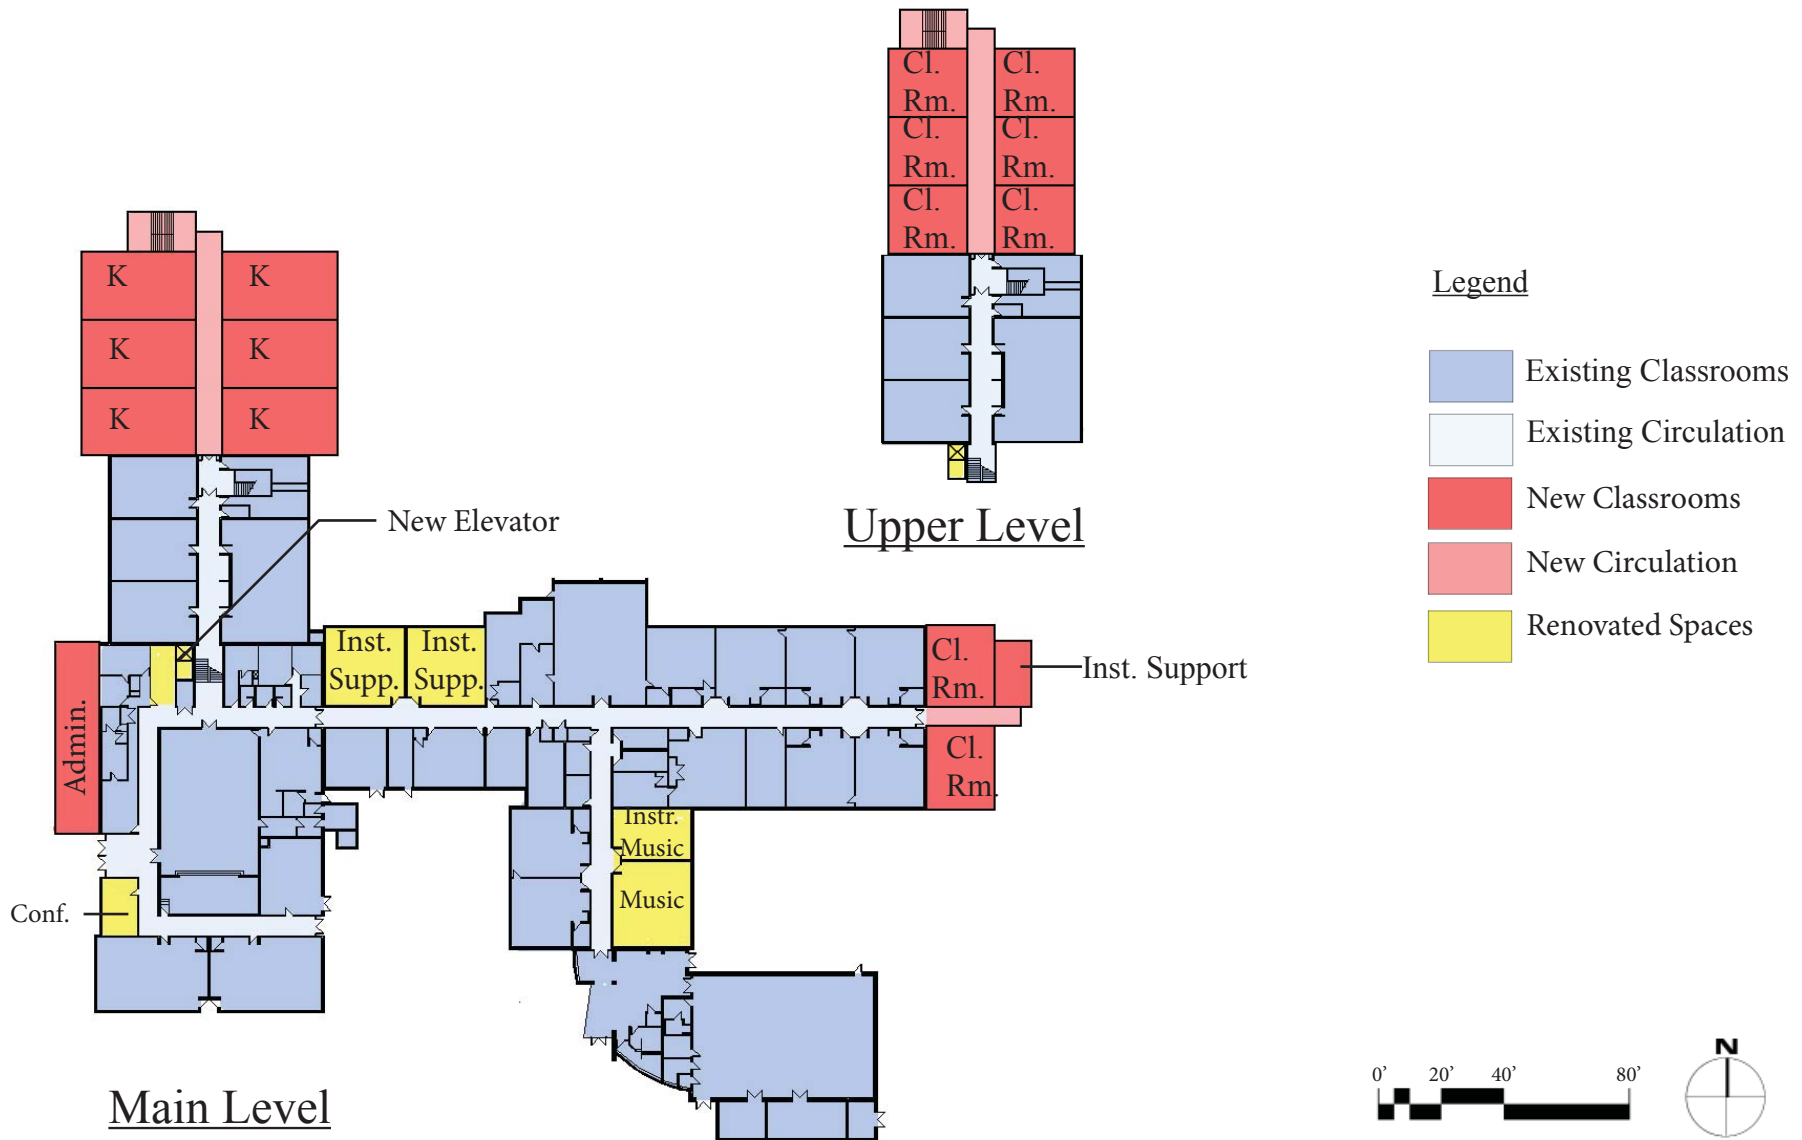 Cl.
Rm.
Cl.
Rm.
Cl.
Rm.
Cl.
Rm.
Cl.
Rm.
Cl.
Rm.
Upper Level
K
K
K
K
K
K
New Elevator
Inst.
Supp.
Inst.
Supp.
Cl.
Rm.
Inst. Support
Admin.
Cl.
Rm.
Instr.
Music
Music
Conf.
Main Level
Legend
Existing Classrooms
Existing Circulation
New Classrooms
New Circulation
Renovated Spaces
0’ 20’ 40’ 80’
N